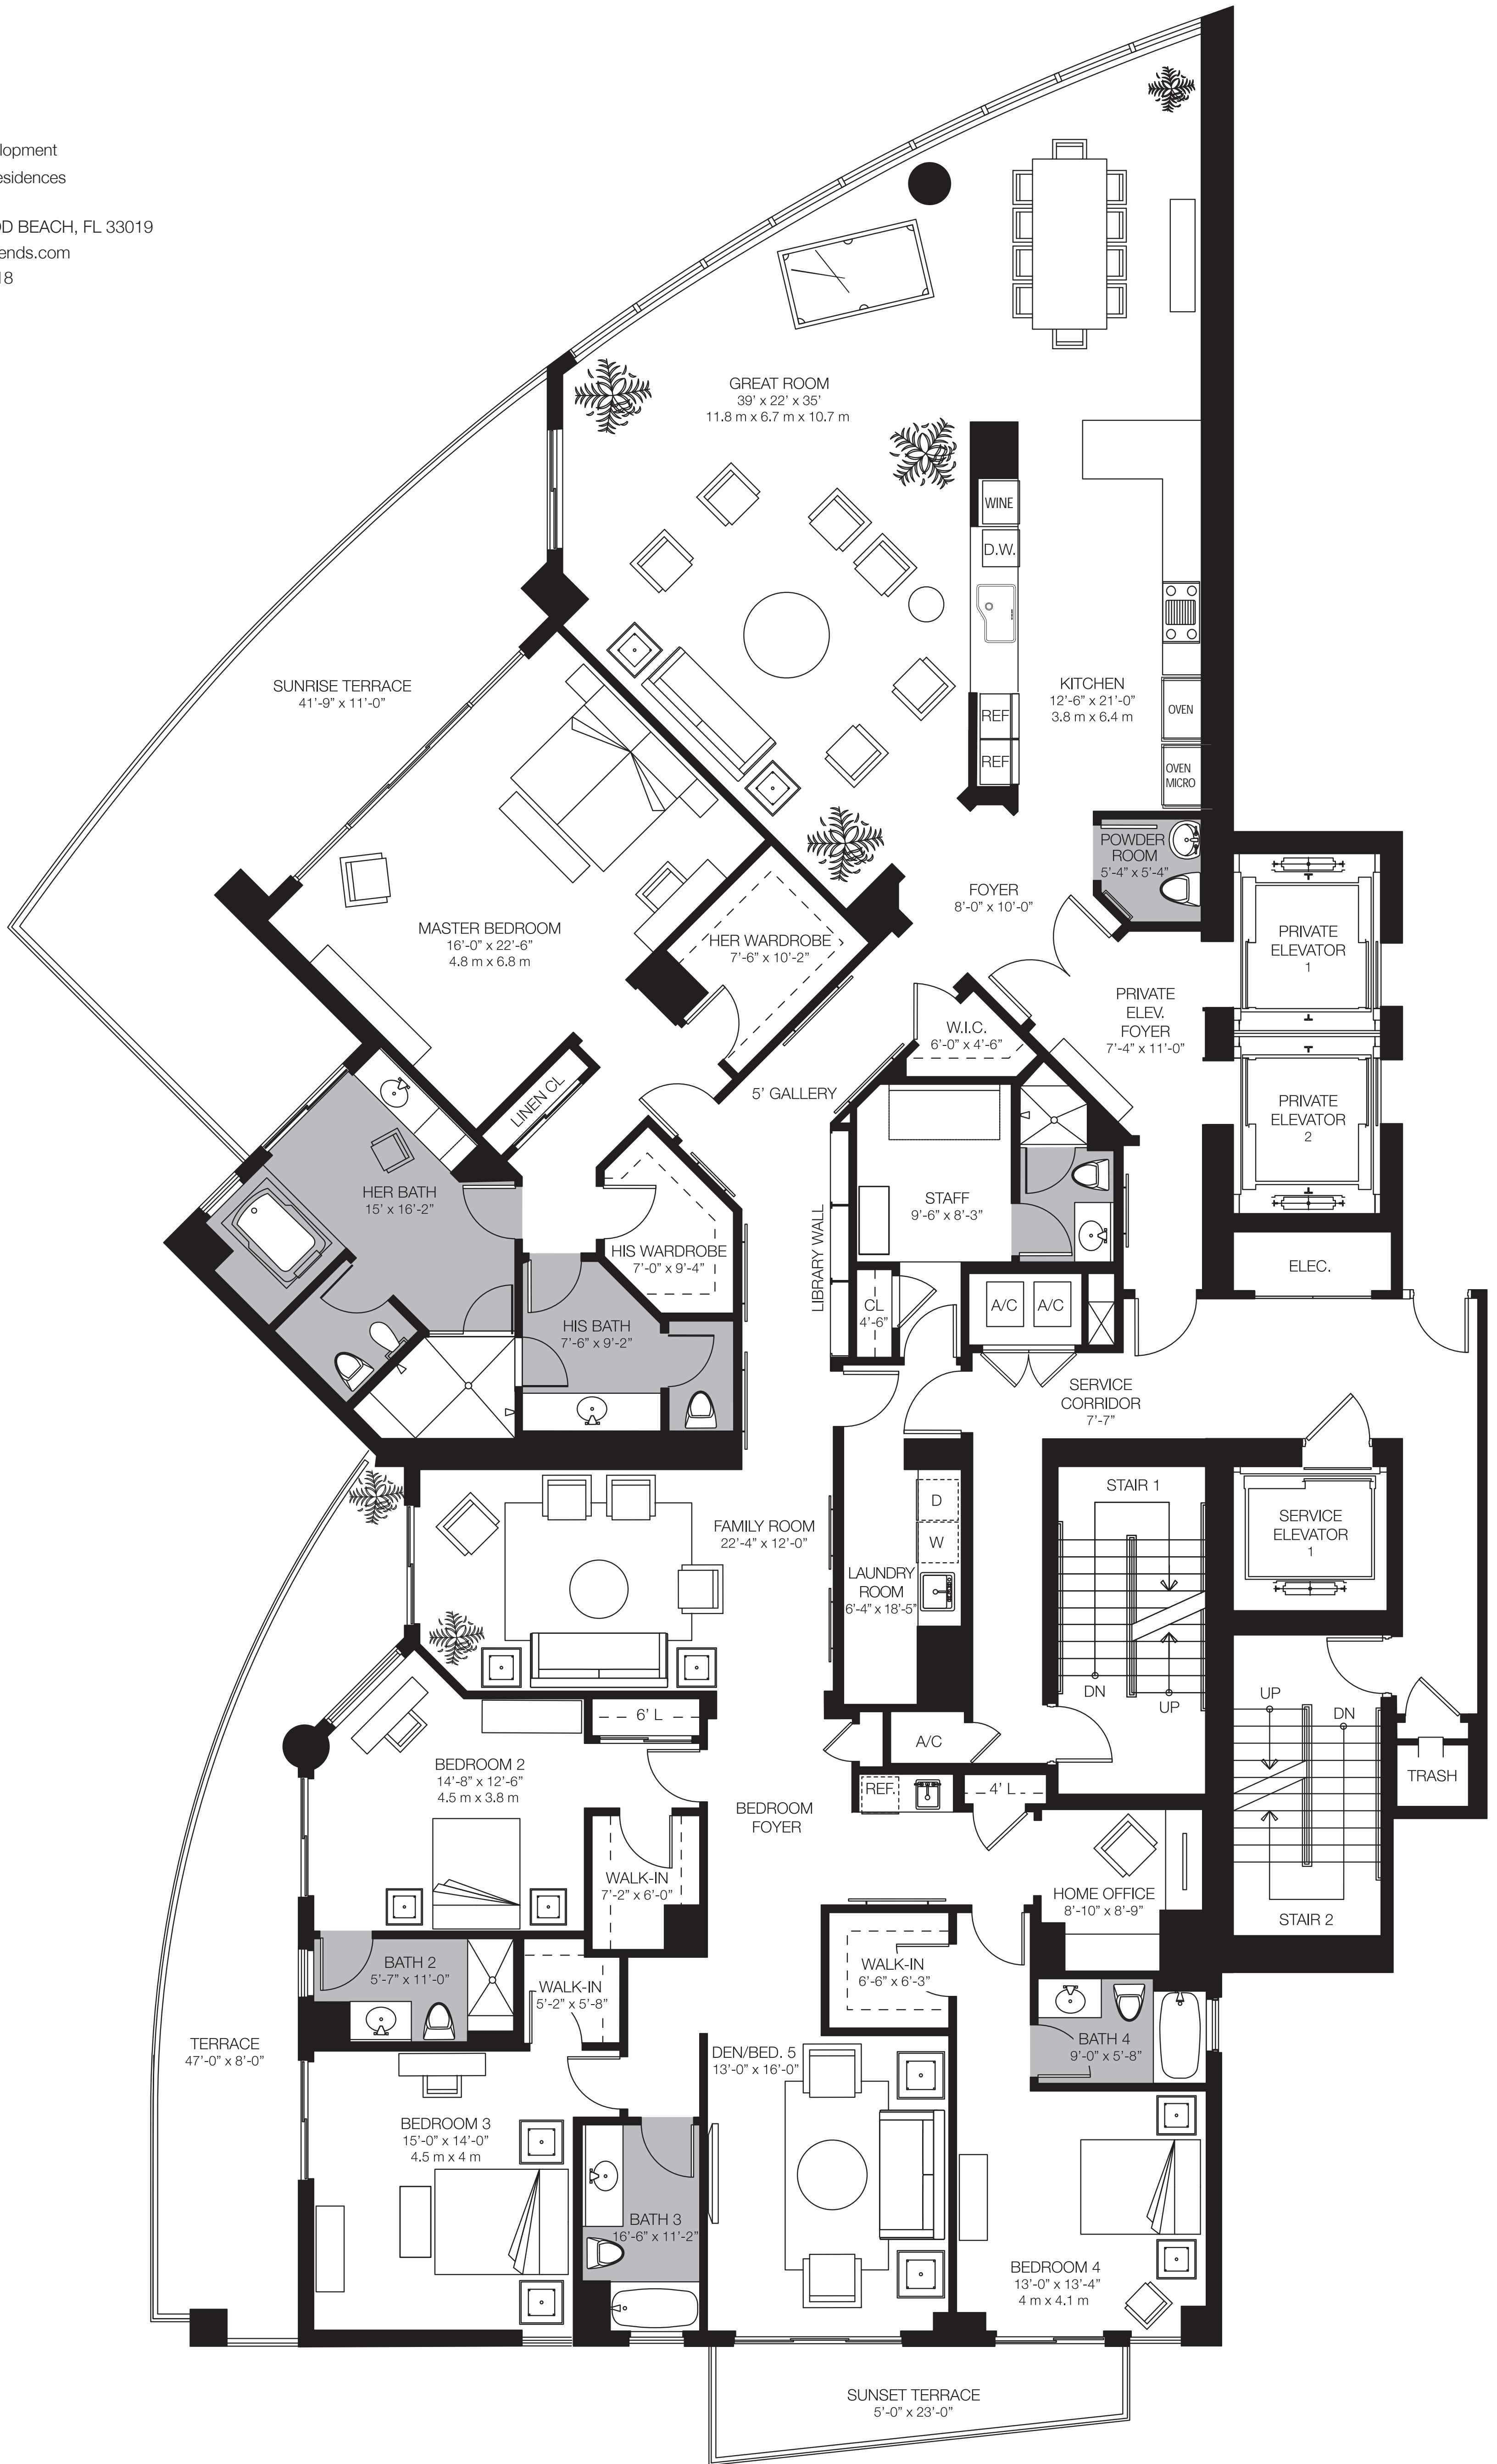 lopment
esidences
OD BEACH, FL 33019
ends.com
18
GREAT ROOM
39' x 22' x 35'
11.8 m x 6.7 m x 10.7 m
WINE
D.W.
SUNRISE TERRACE
41'-9" x 11'-0"
KITCHEN
12'-6" x 21'-0"
3.8 m x 6.4 m
REF
REF
OVEN
OVEN
MICRO
POWDER
ROOM
5'-4" x 5'-4"
FOYER
8'-0" x 10'-0"
MASTER BEDROOM
16'-0" x 22'-6"
4.8 m x 6.8 m
HER WARDROBE
7'-6" x 10'-2"
PRIVATE
ELEVATOR
1
PRIVATE
ELEV.
FOYER
7'-4" x 11'-0"
W.I.C.
6'-0" x 4'-6"
LINEN CL
5' GALLERY
PRIVATE
ELEVATOR
2
HER BATH
15' x 16'-2"
STAFF
9'-6" x 8'-3"
LIBRARY WALL
HIS WARDROBE
7'-0" x 9'-4"
ELEC.
CL
4'-6"
A/C
A/C
HIS BATH
7'-6" x 9'-2"
SERVICE
CORRIDOR
7'-7"
STAIR 1
D
W
FAMILY ROOM
22'-4" x 12'-0"
SERVICE
ELEVATOR
1
LAUNDRY
ROOM
6'-4" x 18'-5"
DN
UP
UP
DN
6' L
A/C
BEDROOM 2
14'-8" x 12'-6"
4.5 m x 3.8 m
TRASH
REF.
4' L
BEDROOM
FOYER
WALK-IN
7'-2" x 6'-0"
HOME OFFICE
8'-10" x 8'-9"
STAIR 2
BATH 2
5'-7" x 11'-0"
WALK-IN
5'-2" x 5'-8"
WALK-IN
6'-6" x 6'-3"
TERRACE
47'-0" x 8'-0"
DEN/BED. 5
13'-0" x 16'-0"
BATH 4
9'-0" x 5'-8"
BEDROOM 3
15'-0" x 14'-0"
4.5 m x 4 m
BATH 3
16'-6" x 11'-2"
BEDROOM 4
13'-0" x 13'-4"
4 m x 4.1 m
SUNSET TERRACE
5'-0" x 23'-0"